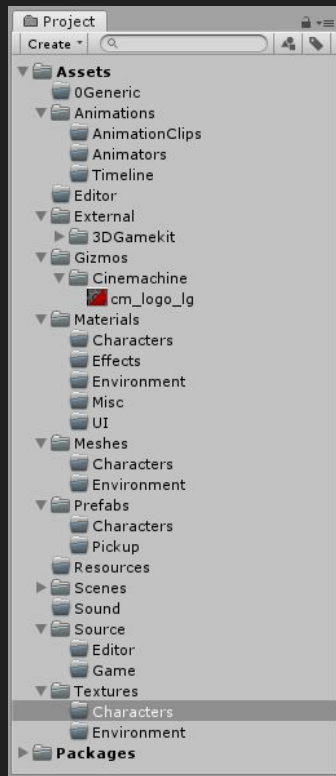 Project
Create
Assets
0Generic
Animations
AnimationClips
Animators
Timeline
Editor
External
3DGamekit
Gizmos
Cinemachine
cm_logo_lg
Materials
Characters
Effects
Environment
Misc
UI
Meshes
Characters
Environment
Prefabs
Characters
Pickup
Resources
Scenes
Sound
Source
Editor
Game
Textures
Characters
Environment
Packages